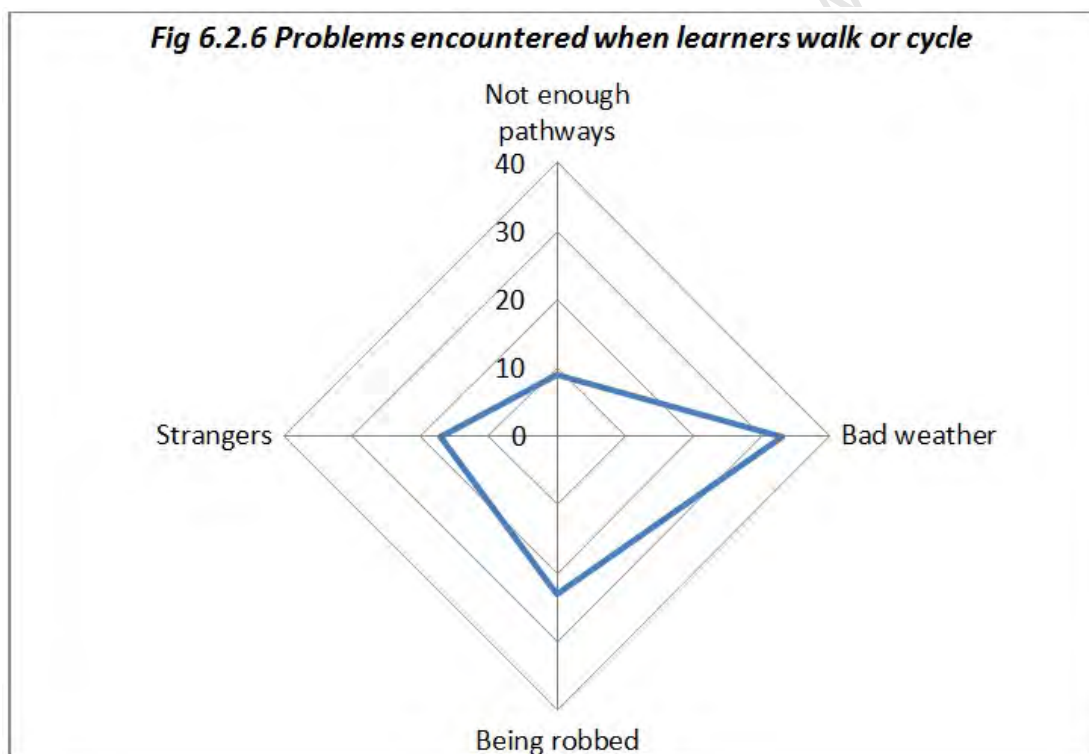 Fig 6.2.6 Problems encountered when learners walk or cycle
Not enough
pathways
40
30
20
10
0
Strangers
Bad weather
Being robbed